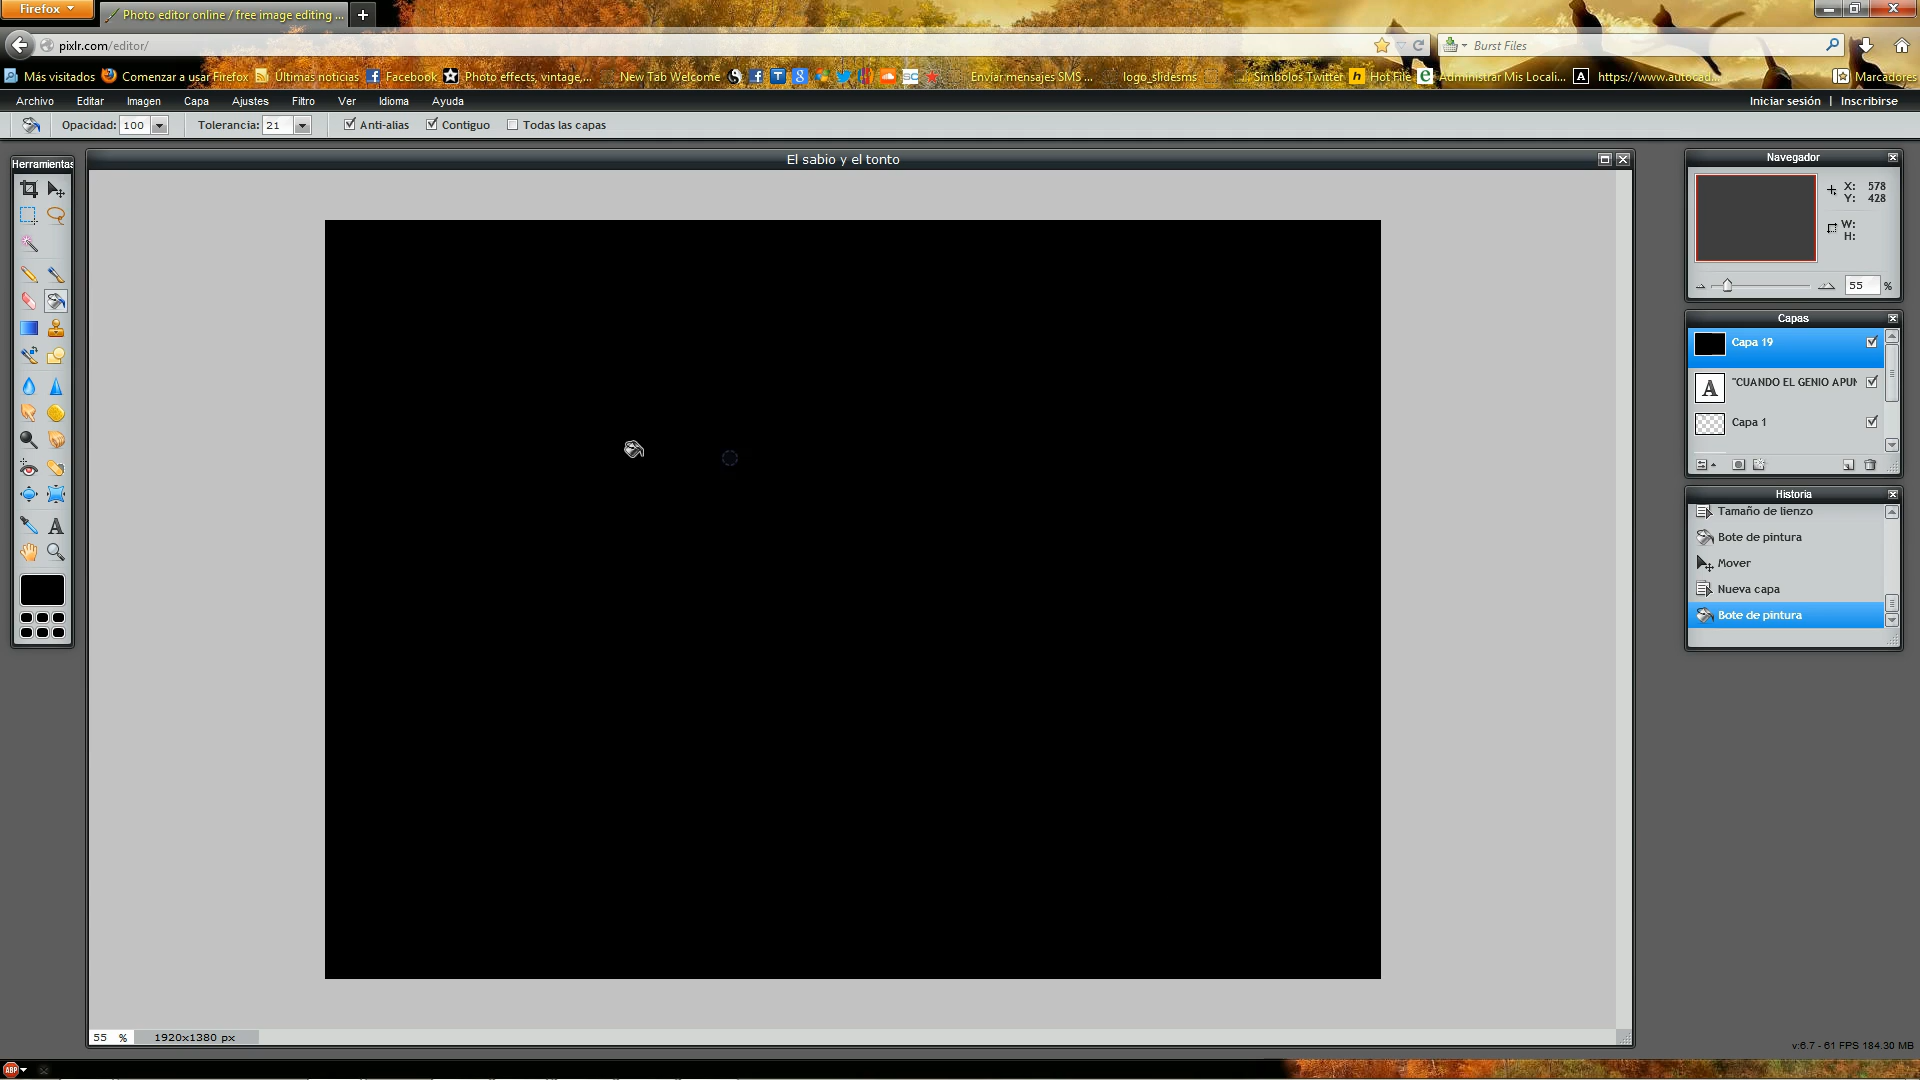 Firefox
Photo editor online / free image editing ...
pixlr.com/editor/
Burst Files
Más visitados
Comenzar a usar Firefox
Últimas noticias
Facebook
Photo effects, vintage,...
New Tab Welcome
Enviar mensajes SMS ...
logo_slidesms
Símbolos Twitter
Hot File
Administrar Mis Locali...
https://www.autocad...
Marcadores
Archivo
Editar
Imagen
Capa
Ajustes
Filtro
Ver
Idioma
Ayuda
Iniciar sesión | Inscribirse
Opacidad: 100
Tolerancia: 21
Anti-alias
Contiguo
Todas las capas
Herramientas
El sabio y el tonto
Navegador
X: 578
Y: 428
W:
H:
55 %
Capas
Capa 19
"CUANDO EL GENIO APUN
Capa 1
Historia
Tamaño de lienzo
Bote de pintura
Mover
Nueva capa
Bote de pintura
55 %
1920x1380 px
v:6.7 - 61 FPS 184.30 MB
ABP